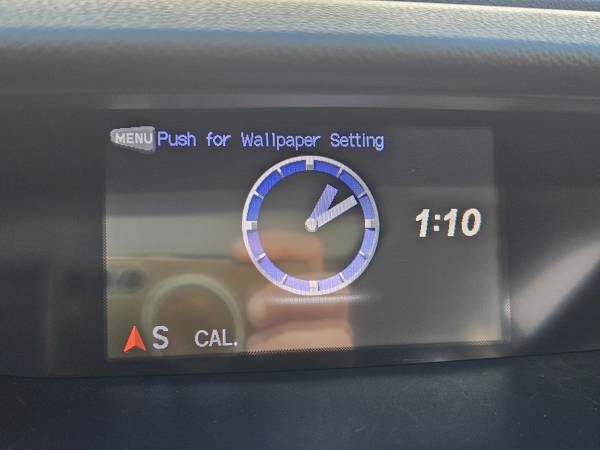 MENU Push for Wallpaper Setting
1:10
S CAL.